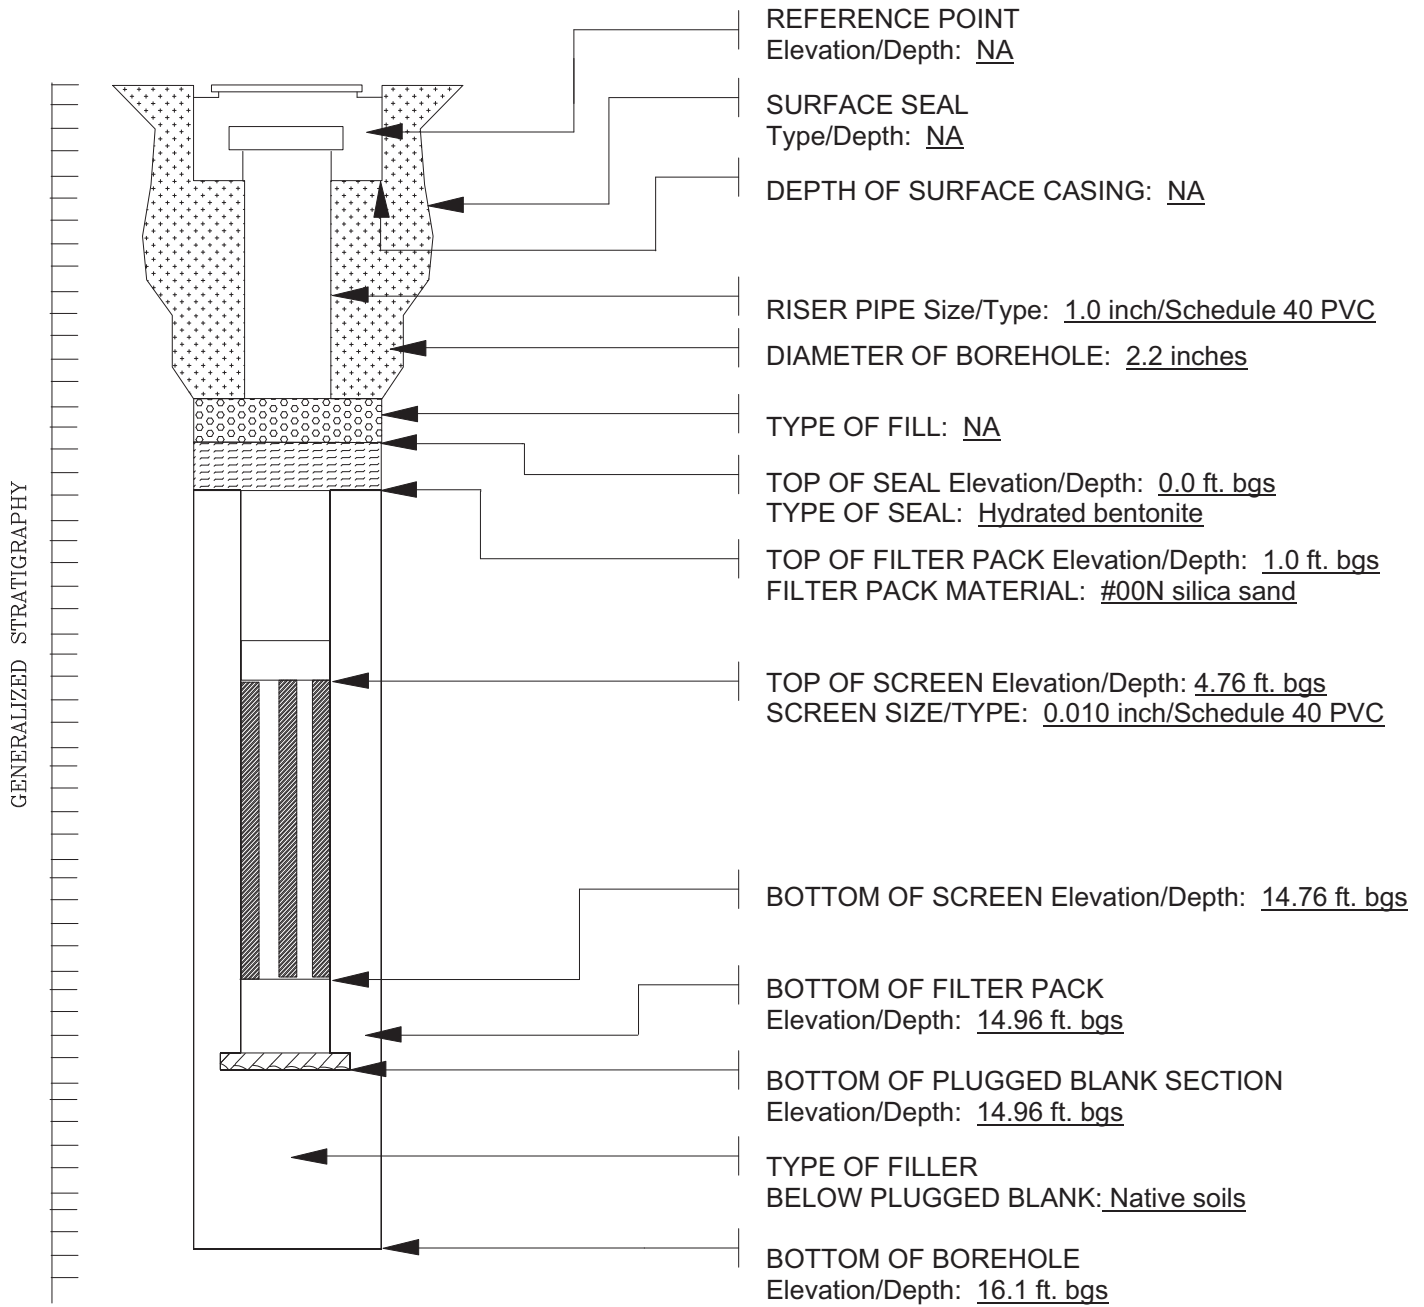 GENERALIZED STRATIGRAPHY
REFERENCE POINT
Elevation/Depth: NA
SURFACE SEAL
Type/Depth: NA
DEPTH OF SURFACE CASING: NA
RISER PIPE Size/Type: 1.0 inch/Schedule 40 PVC
DIAMETER OF BOREHOLE: 2.2 inches
TYPE OF FILL: NA
TOP OF SEAL Elevation/Depth: 0.0 ft. bgs
TYPE OF SEAL: Hydrated bentonite
TOP OF FILTER PACK Elevation/Depth: 1.0 ft. bgs
FILTER PACK MATERIAL: #00N silica sand
TOP OF SCREEN Elevation/Depth: 4.76 ft. bgs
SCREEN SIZE/TYPE: 0.010 inch/Schedule 40 PVC
BOTTOM OF SCREEN Elevation/Depth: 14.76 ft. bgs
BOTTOM OF FILTER PACK
Elevation/Depth: 14.96 ft. bgs
BOTTOM OF PLUGGED BLANK SECTION
Elevation/Depth: 14.96 ft. bgs
TYPE OF FILLER
BELOW PLUGGED BLANK: Native soils
BOTTOM OF BOREHOLE
Elevation/Depth: 16.1 ft. bgs